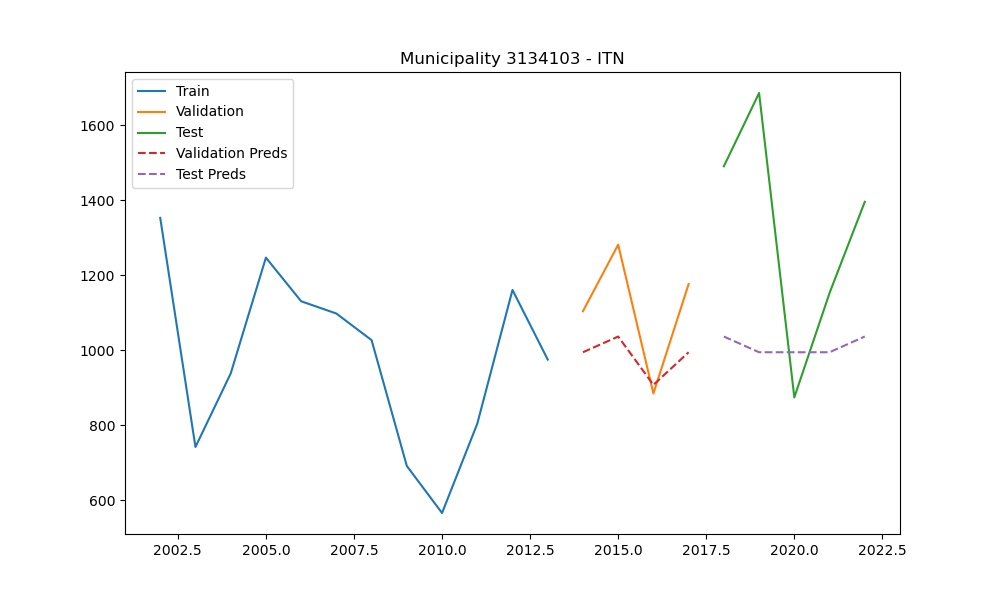 Municipality 3134103 - ITN
Train
Validation
Test
Validation Preds
Test Preds
1600
1400
1200
1000
800
600
2002.5 2005.0 2007.5 2010.0 2012.5 2015.0 2017.5 2020.0 2022.5